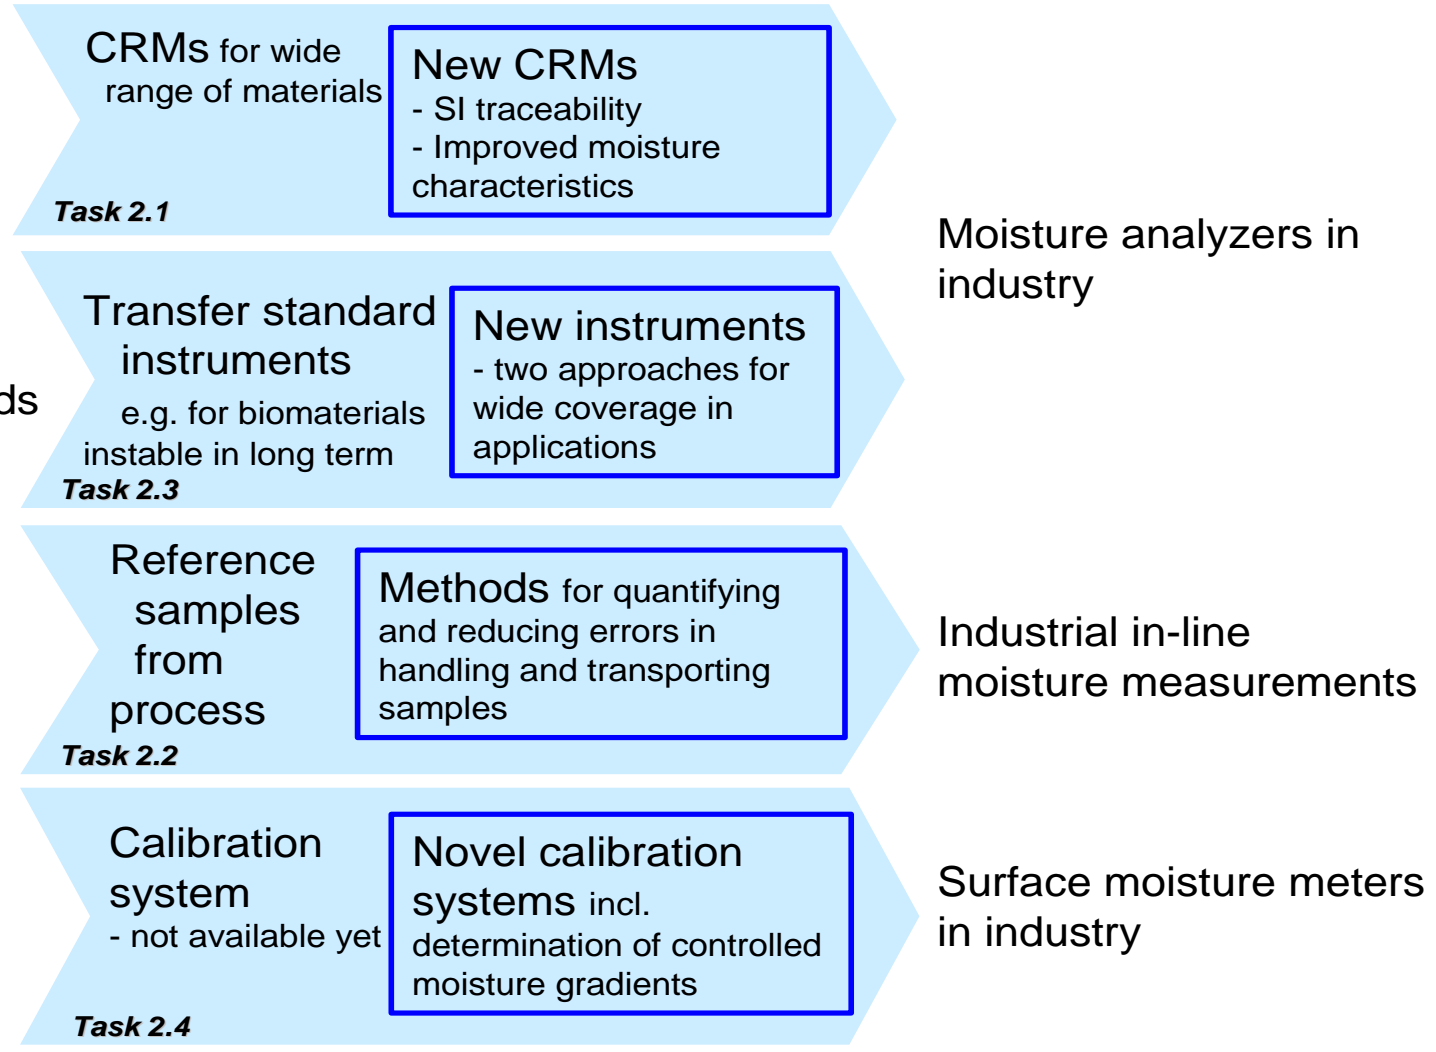 CRMs for wide
range of materials
New CRMs
- SI traceability
- Improved moisture
characteristics
Task 2.1
Moisture analyzers in
industry
Transfer standard
instruments
e.g. for biomaterials
instable in long term
New instruments
- two approaches for
wide coverage in
applications
Task 2.3
ds
Reference
samples
from
process
Methods for quantifying
and reducing errors in
handling and transporting
samples
Task 2.2
Industrial in-line
moisture measurements
Calibration
system
- not available yet
Novel calibration
systems incl.
determination of controlled
moisture gradients
Task 2.4
Surface moisture meters
in industry